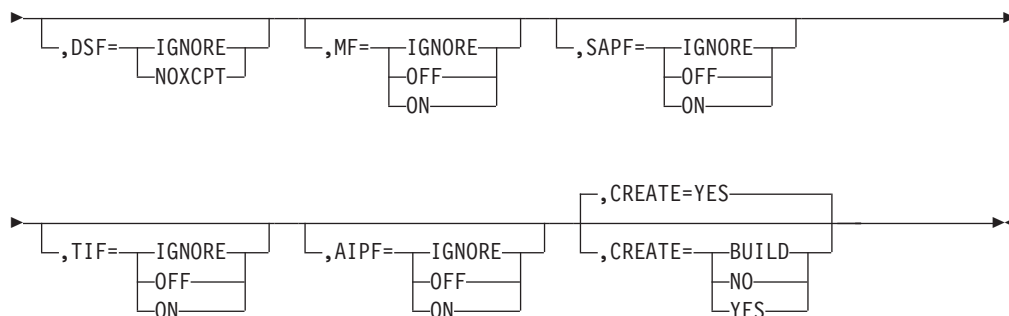 ,DSF= IGNORE ,MF= IGNORE ,SAPF= IGNORE
NOXCPT OFF OFF
ON ON
,CREATE=YES
,TIF= IGNORE ,AIPF= IGNORE ,CREATE= BUILD
OFF OFF NO
ON ON YES